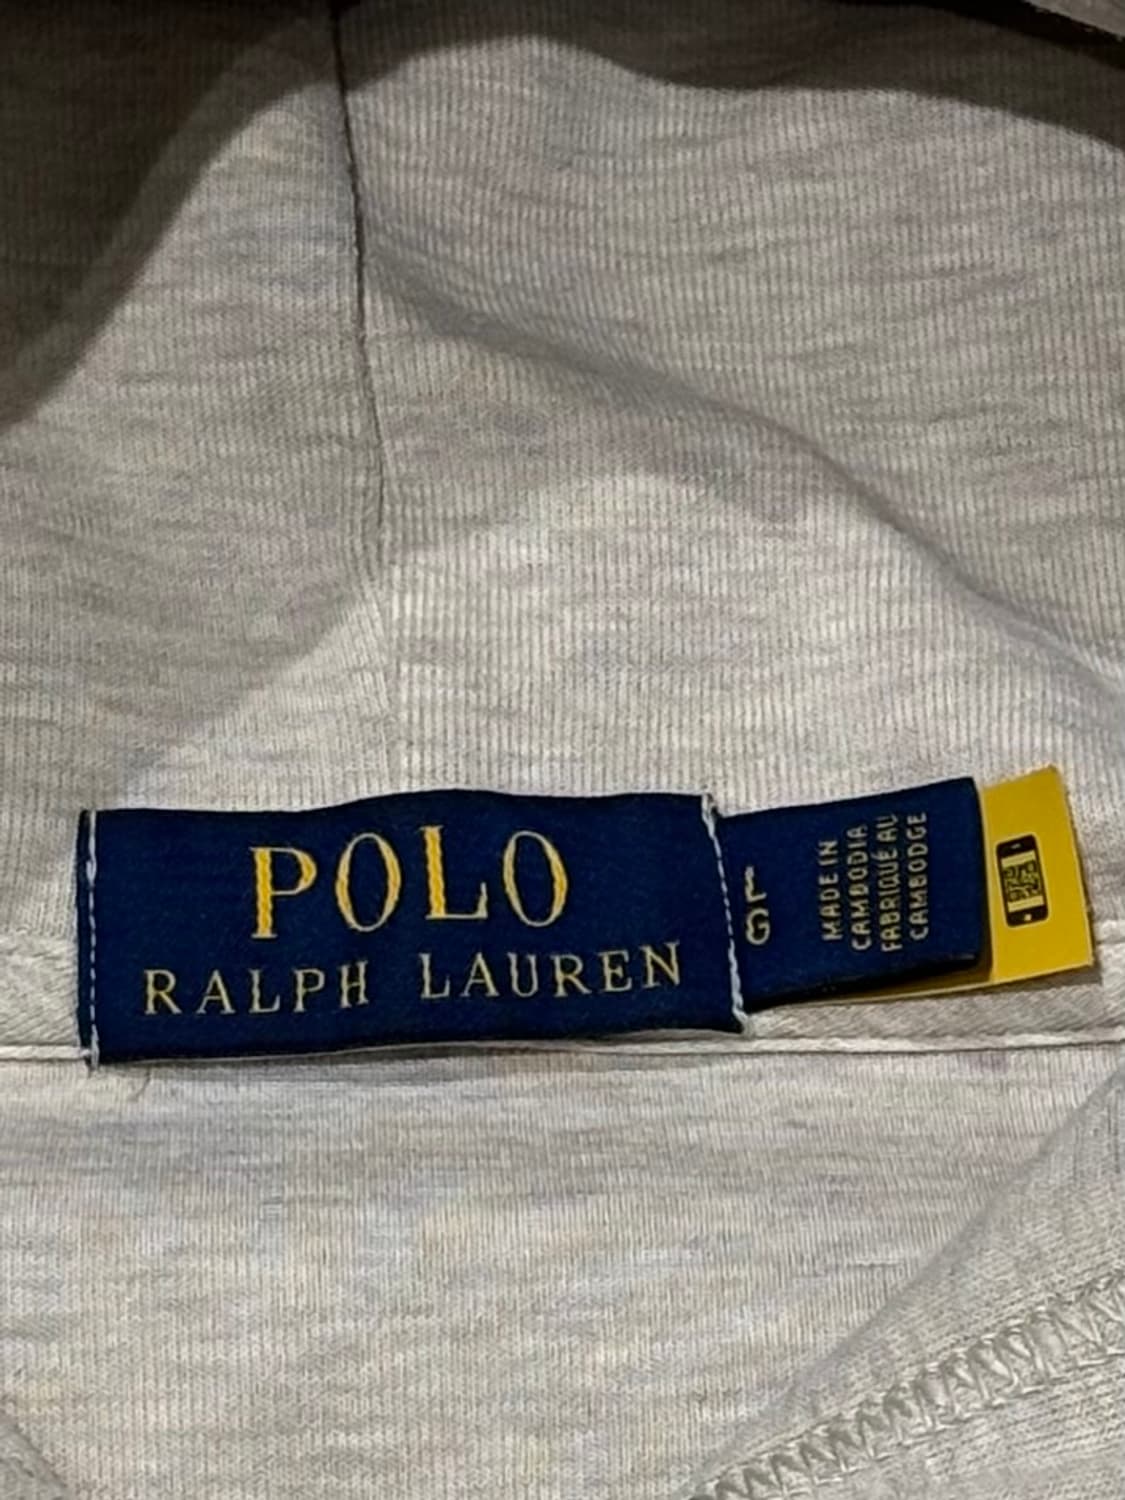 POLO
RALPH LAUREN
L
G
MADE IN
CAMBODIA
FABRIQUÉ AU
CAMBODGE